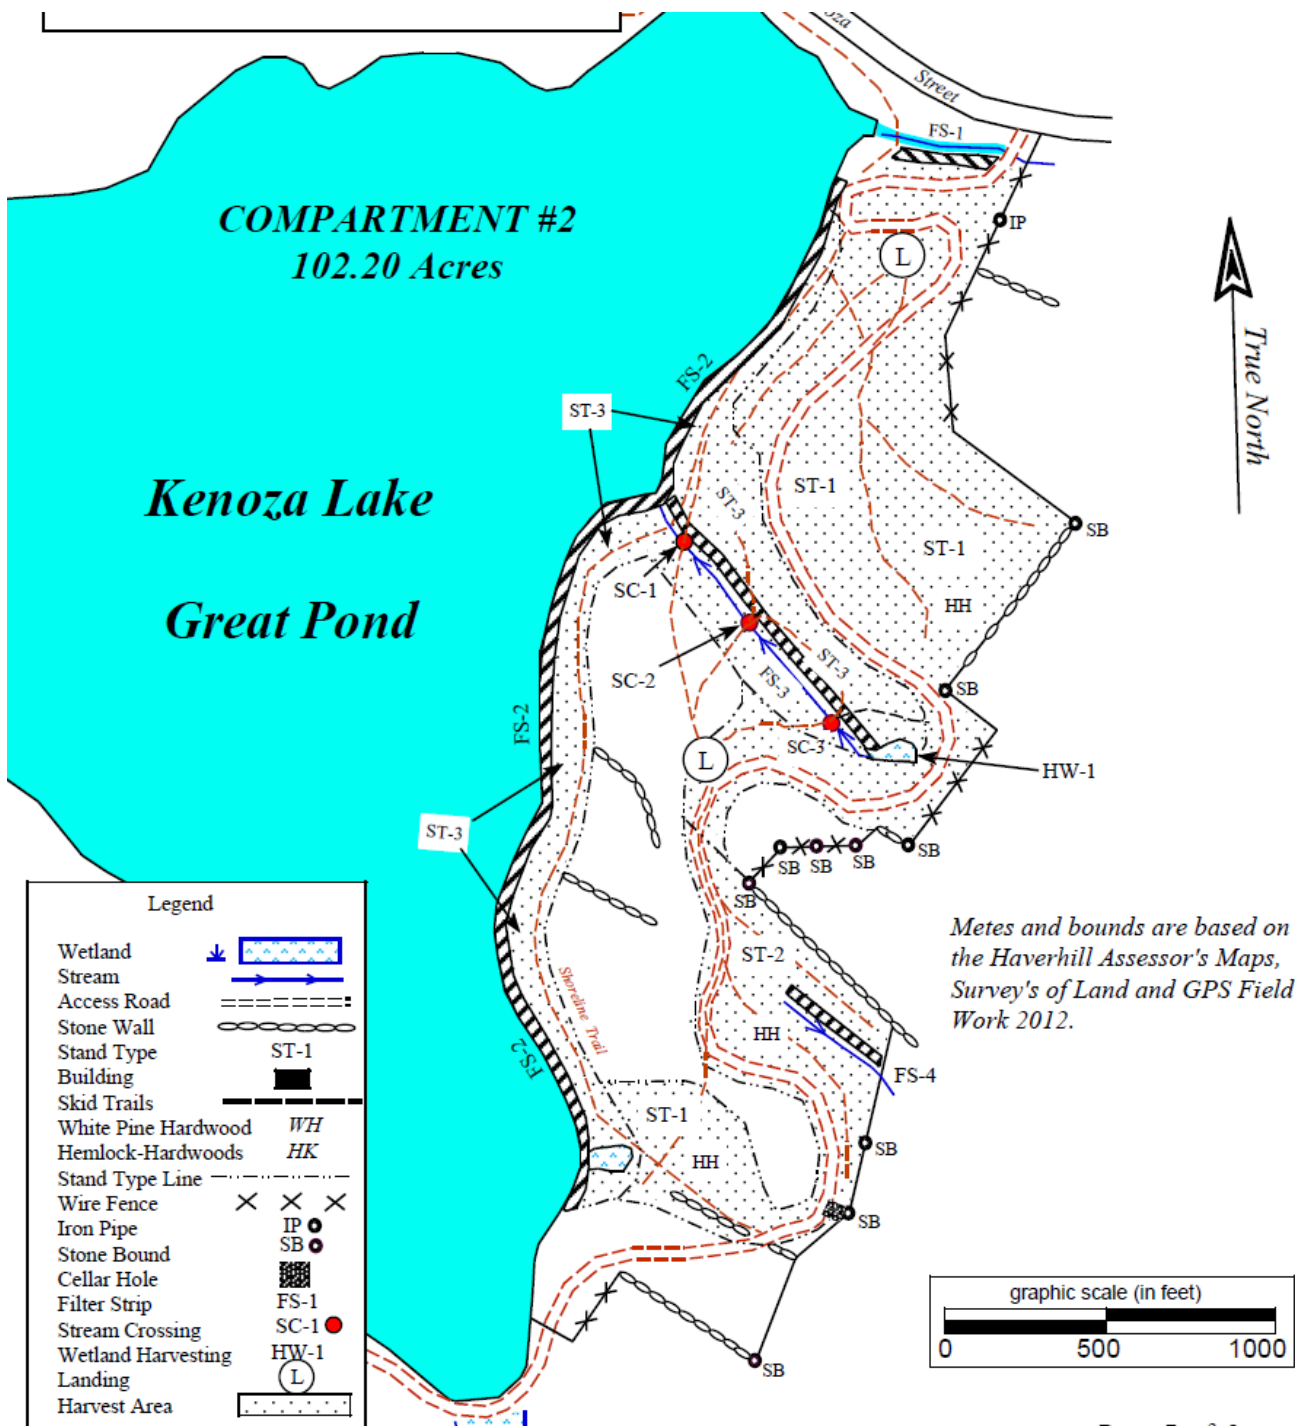 Street
FS-1
IP
COMPARTMENT #2
102.20 Acres
L
True North
FS-2
ST-3
Kenoza Lake
Great Pond
ST-1
ST-3
SB
ST-1
HH
SC-1
SC-2
ST-3
FS-3
SB
FS-2
SC-3
L
HW-1
ST-3
SB
SB
SB
SB
SB
Legend
Wetland
Stream
Access Road
Stone Wall
Stand Type ST-1
Building
Skid Trails
White Pine Hardwood WH
Hemlock-Hardwoods HK
Stand Type Line
Wire Fence
Iron Pipe IP
Stone Bound SB
Cellar Hole
Filter Strip FS-1
Stream Crossing SC-1
Wetland Harvesting HW-1
Landing L
Harvest Area
Metes and bounds are based on
the Haverhill Assessor's Maps,
Survey's of Land and GPS Field
Work 2012.
ST-2
Shoreline Trail
HH
FS-2
FS-4
ST-1
HH
SB
SB
SB
graphic scale (in feet)
0 500 1000